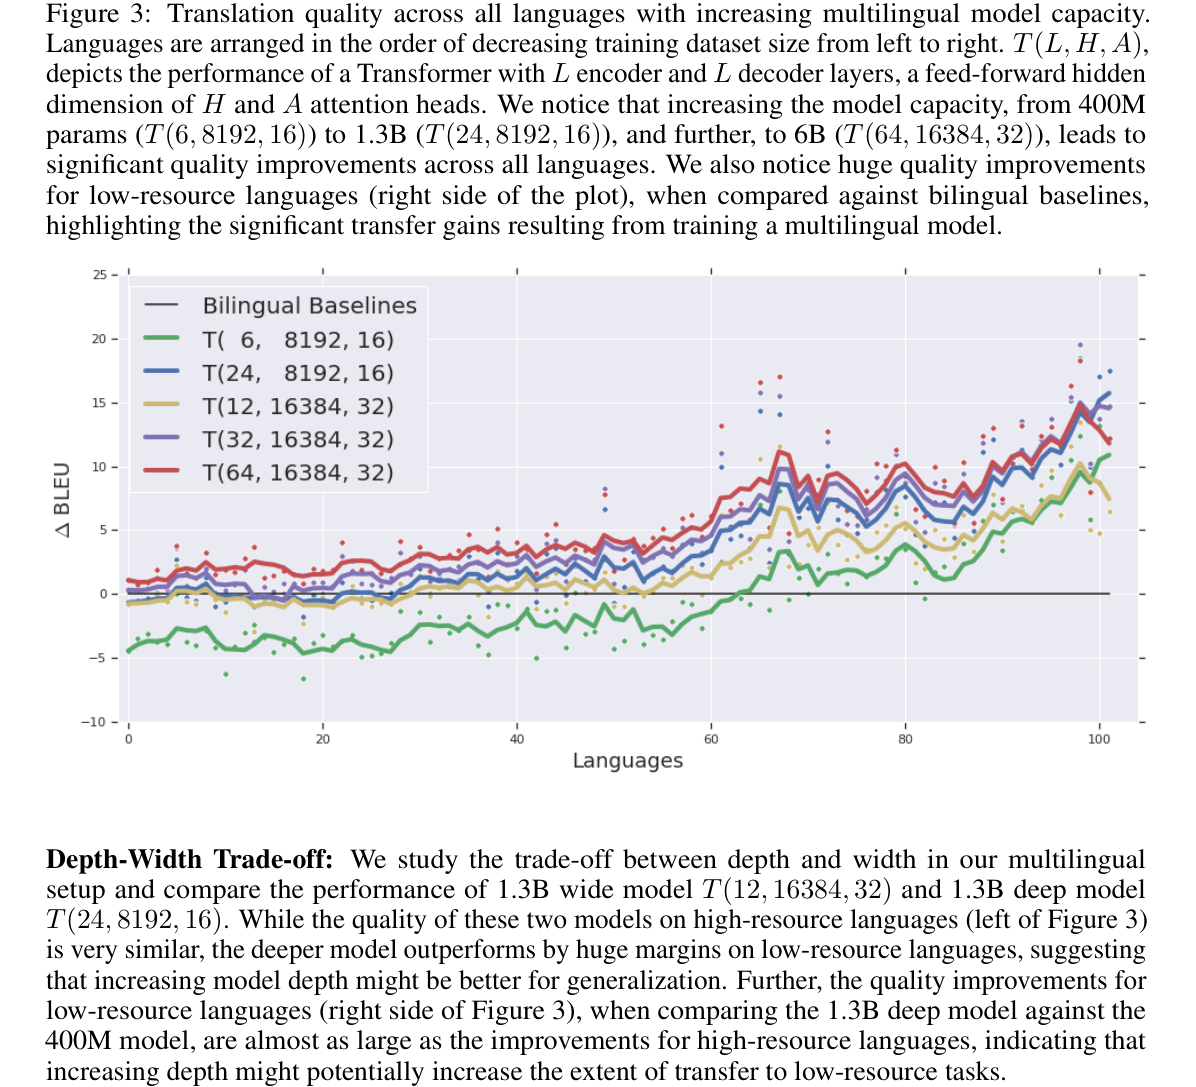 Figure 3: Translation quality across all languages with increasing multilingual model capacity.
Languages are arranged in the order of decreasing training dataset size from left to right. T(L, H, A),
depicts the performance of a Transformer with L encoder and L decoder layers, a feed-forward hidden
dimension of H and A attention heads. We notice that increasing the model capacity, from 400M
params (T(6, 8192, 16)) to 1.3B (T(24, 8192, 16)), and further, to 6B (T(64, 16384, 32)), leads to
significant quality improvements across all languages. We also notice huge quality improvements
for low-resource languages (right side of the plot), when compared against bilingual baselines,
highlighting the significant transfer gains resulting from training a multilingual model.
25
20
15
10
5
0
−5
−10
Δ BLEU
Bilingual Baselines
T( 6, 8192, 16)
T(24, 8192, 16)
T(12, 16384, 32)
T(32, 16384, 32)
T(64, 16384, 32)
0 20 40 60 80 100
Languages
Depth-Width Trade-off: We study the trade-off between depth and width in our multilingual
setup and compare the performance of 1.3B wide model T(12, 16384, 32) and 1.3B deep model
T(24, 8192, 16). While the quality of these two models on high-resource languages (left of Figure 3)
is very similar, the deeper model outperforms by huge margins on low-resource languages, suggesting
that increasing model depth might be better for generalization. Further, the quality improvements for
low-resource languages (right side of Figure 3), when comparing the 1.3B deep model against the
400M model, are almost as large as the improvements for high-resource languages, indicating that
increasing depth might potentially increase the extent of transfer to low-resource tasks.